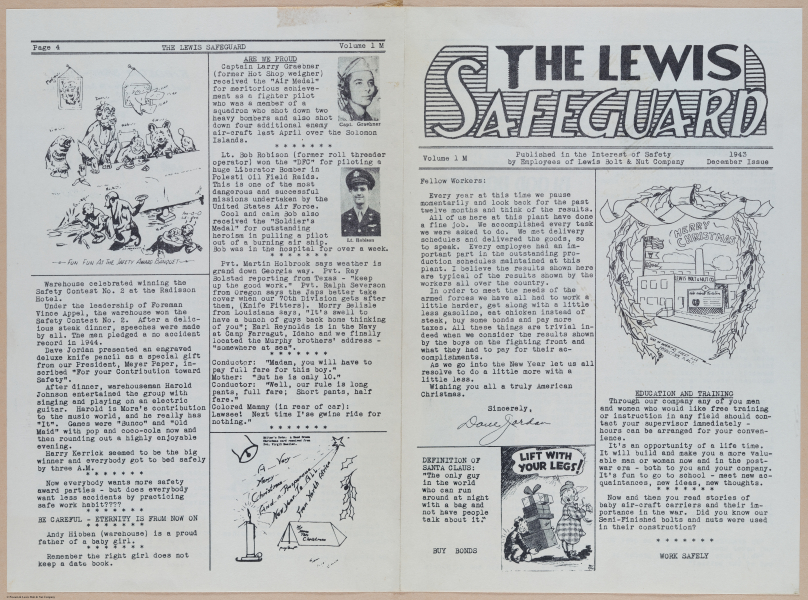 Page 4
THE LEWIS SAFEGUARD
Volume 1 M
FUN FUN AT THE SAFETY AWARD BANQUET!
Warehouse celebrated winning the
Safety Contest No. 2 at the Radisson
Hotel.
Under the leadership of Foreman
Vince Appel, the warehouse won the
Safety Contest No. 2. After a delic-
ious steak dinner, speeches were made
by all. The men pledged a no accident
record in 1944.
Dave Jordan presented an engraved
deluxe knife pencil as a special gift
from our President, Meyer Paper, in-
scribed "For your Contribution toward
Safety".
After dinner, warehouseman Harold
Johnson entertained the group with
singing and playing on an electric
guitar. Harold is Mora's contribution
to the music world, and he really has
"It". Games were "Bunco" and "Old
Maid" with pop and coco-cola now and
then rounding out a highly enjoyable
evening.
Harry Kerrick seemed to be the big
winner and everybody got to bed safely
by three A.M.
* * * * * * *
Now everybody wants more safety
award parties - but does everybody
want less accidents by practicing
safe work habit????
* * * * * * *
BE CAREFUL - ETERNITY IS FROM NOW ON
* * * * * * *
Andy Hibben (warehouse) is a proud
father of a baby girl.
* * * * * * *
Remember the right girl does not
keep a date book.
ARE WE PROUD
Captain Larry Graebner
(former Hot Shop weigher)
received the "Air Medal"
for meritorious achieve-
ment as a fighter pilot
who was a member of a
squadron who shot down two
heavy bombers and also shot
down four additional enemy
air-craft last April over the Solomon
Islands.
Capt. Graebner
* * * * * * *
Lt. Bob Robison (former roll threader
operator) won the "DFC" for piloting a
huge Liberator Bomber in
Polesti Oil Field Raids.
This is one of the most
dangerous and successful
missions undertaken by the
United States Air Force.
Cool and calm Bob also
received the "Soldier's
Medal" for outstanding
heroism in pulling a pilot
out of a burning air ship.
Bob was in the hospital for over a week.
Lt. Robison
* * * * * * *
Pvt. Martin Holbrook says weather is
grand down Georgia way. Pvt. Ray
Bolsted reporting from Texas - "keep
up the good work." Pvt. Ralph Severson
from Oregon says the Japs better take
cover when our 70th Division gets after
them, (Knife Fitters). Morry Belisle
from Louisiana says, "It's swell to
have a bunch of guys back home thinking
of you"; Earl Reynolds is in the Navy
at Camp Farragut, Idaho and we finally
located the Murphy brothers' address -
"somewhere at sea".
* * * * * * *
Conductor: "Madam, you will have to
pay full fare for this boy."
Mother: "But he is only 10."
Conductor: "Well, our rule is long
pants, full fare; Short pants, half
fare."
Colored Mammy (in rear of car):
Lawsee! Next time I'se gwine ride for
nothing."
* * * * * * *
A - Very
Merry
Christmas
And A Happy
New Year To All
THE LEWIS
SAFEGUARD
Volume 1 M
Published in the Interest of Safety
by Employees of Lewis Bolt & Nut Company
1943
December Issue
Fellow Workers:
Every year at this time we pause
momentarily and look back for the past
twelve months and think of the results.
All of us here at this plant have done
a fine job. We accomplished every task
we were asked to do. We met delivery
schedules and delivered the goods, so
to speak. Every employee had an im-
portant part in the outstanding pro-
duction schedules maintained at this
plant. I believe the results shown here
are typical of the results shown by the
workers all over the country.
In order to meet the needs of the
armed forces we have all had to work a
little harder, get along with a little
less gasoline, eat chicken instead of
steak, buy some bonds and pay more
taxes. All these things are trivial in-
deed when we consider the results shown
by the boys on the fighting front and
what they had to pay for their ac-
complishments.
As we go into the New Year let us all
resolve to do a little more with a
little less.
Wishing you all a truly American
Christmas.
Sincerely,
Dave Jordan
DEFINITION OF
SANTA CLAUS:
"The only guy
in the world
who can run
around at night
with a bag and
not have people
talk about it."
BUY BONDS
LIFT WITH
YOUR LEGS!
MERRY
CHRISTMAS
LEWIS BOLT & NUT CO.
EDUCATION AND TRAINING
Through our company any of you men
and women who would like free training
or instruction in any field should con-
tact your supervisor immediately -
hours can be arranged for your conven-
ience.
It's an opportunity of a life time.
It will build and make you a more valu-
able man or woman now and in the post-
war era - both to you and your company.
it's fun to go to school - meet new ac-
quaintances, new ideas, new thoughts.
* * * * * * *
Now and then you read stories of
baby air-craft carriers and their im-
portance in the war. Did you know our
Semi-Finished bolts and nuts were used
in their construction?
* * * * * * *
WORK SAFELY